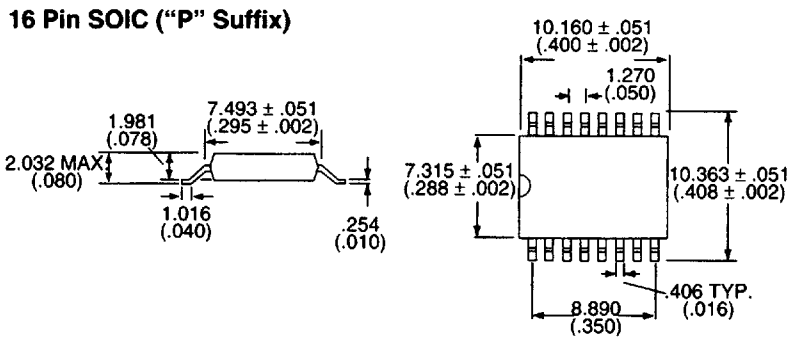 16 Pin SOIC (“P” Suffix)
10.160 ± .051
(.400 ± .002)
1.270
(.050)
1.981
(.078)
7.493 ± .051
(.295 ± .002)
2.032 MAX
(.080)
7.315 ± .051
(.288 ± .002)
10.363 ± .051
(.408 ± .002)
1.016
(.040)
.254
(.010)
.406 TYP.
(.016)
8.890
(.350)